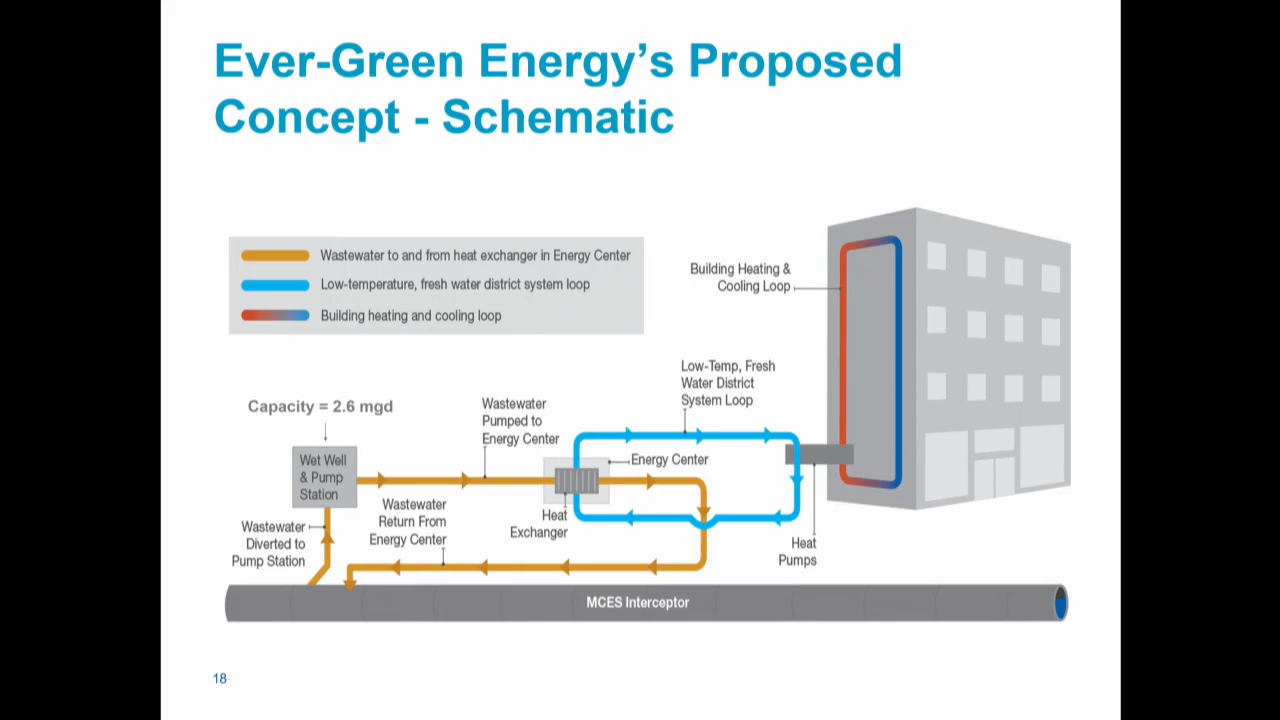 Ever-Green Energy's Proposed
Concept - Schematic
Wastewater to and from heat exchanger in Energy Center
Low-temperature, fresh water district system loop
Building heating and cooling loop
Building Heating &
Cooling Loop
Low-Temp, Fresh
Water District
System Loop
Capacity = 2.6 mgd
Wastewater
Pumped to
Energy Center
Wet Well
& Pump
Station
Energy Center
Wastewater
Return From
Energy Center
Heat
Exchanger
Wastewater
Diverted to
Pump Station
Heat
Pumps
MCES Interceptor
18